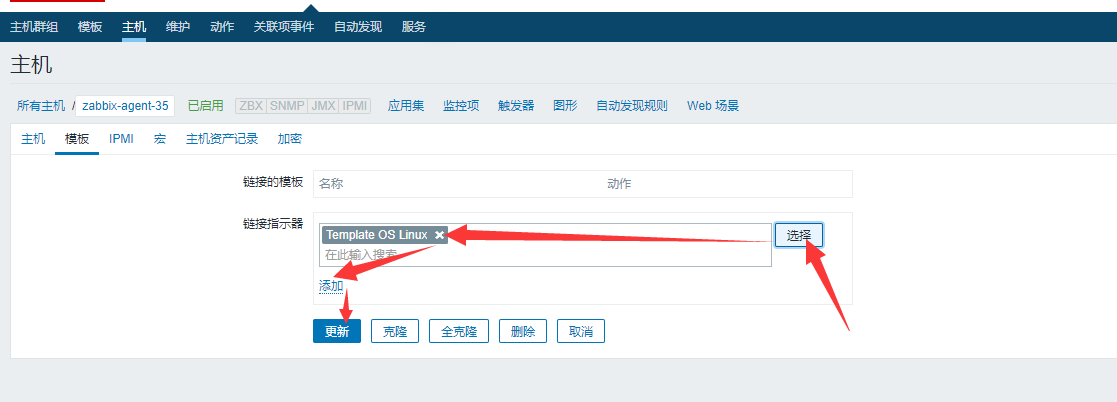 主机群组 模板 主机 维护 动作 关联项事件 自动发现 服务
主机
所有主机 / zabbix-agent-35 已启用 ZBX SNMP JMX IPMI 应用集 监控项 触发器 图形 自动发现规则 Web 场景
主机 模板 IPMI 宏 主机资产记录 加密
链接的模板 名称 动作
链接指示器
Template OS Linux 选择
在此输入搜索
添加
更新 克隆 全克隆 删除 取消